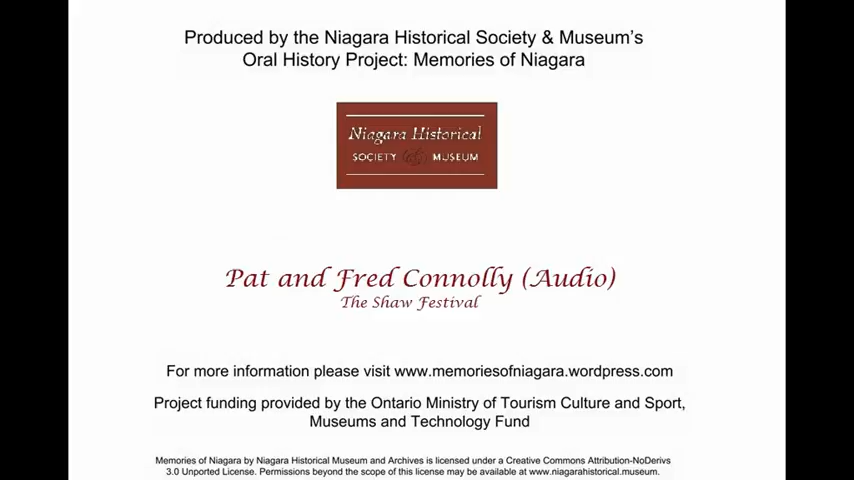 Produced by the Niagara Historical Society & Museum's
Oral History Project: Memories of Niagara
Niagara Historical
SOCIETY & MUSEUM
Pat and Fred Connolly (Audio)
The Shaw Festival
For more information please visit www.memoriesofniagara.wordpress.com
Project funding provided by the Ontario Ministry of Tourism Culture and Sport,
Museums and Technology Fund
Memories of Niagara by Niagara Historical Museum and Archives is licensed under a Creative Commons Attribution-NoDerivs
3.0 Unported License. Permissions beyond the scope of this license may be available at www.niagarahistorical.museum.